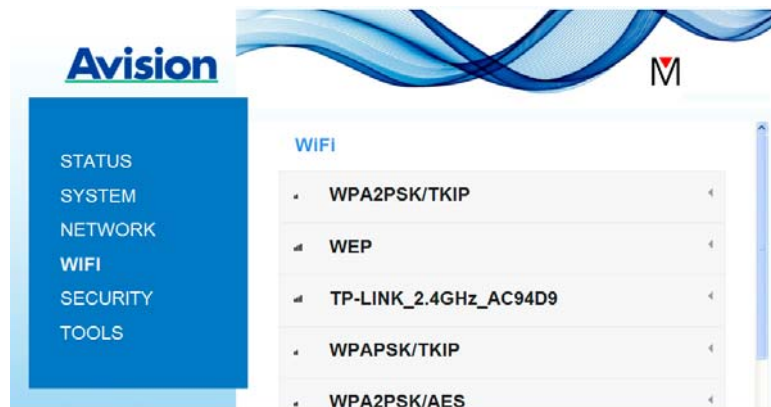 Avision
M
STATUS
SYSTEM
NETWORK
WIFI
SECURITY
TOOLS
WiFi
WPA2PSK/TKIP
WEP
TP-LINK_2.4GHz_AC94D9
WPAPSK/TKIP
WPA2PSK/AES